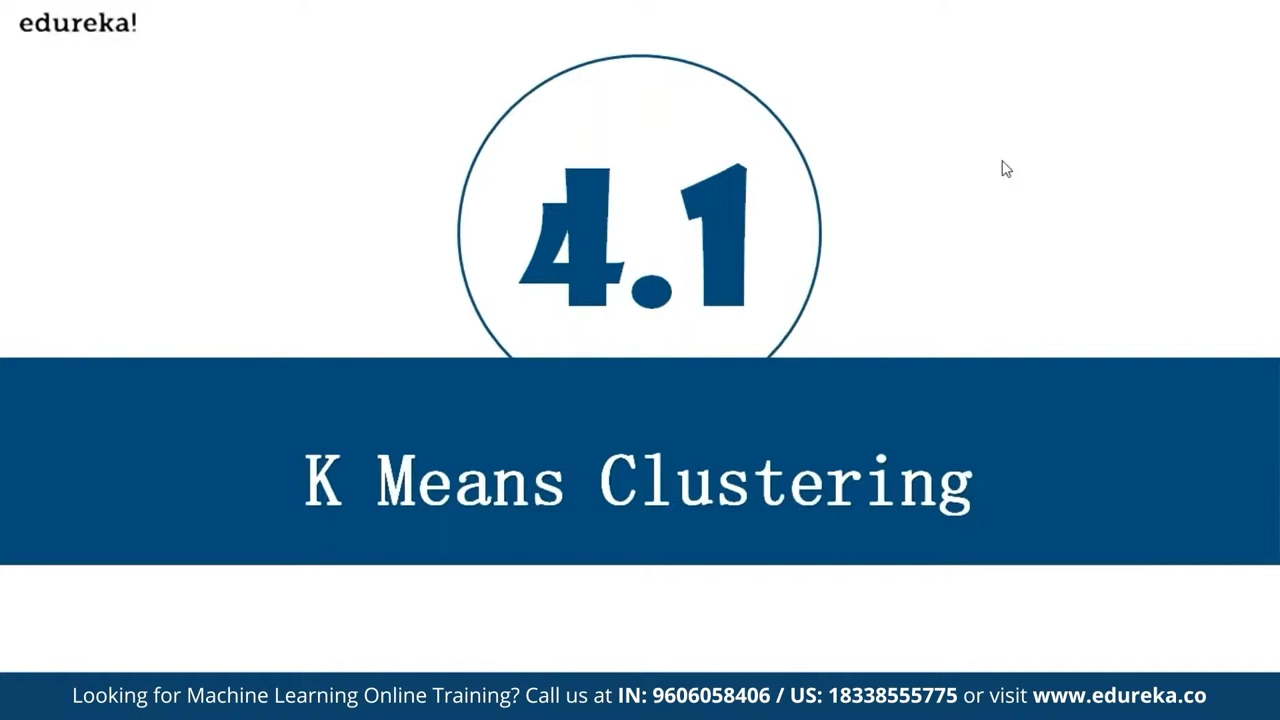 edureka!
4.1
K Means Clustering
Looking for Machine Learning Online Training? Call us at IN: 9606058406 / US: 18338555775 or visit www.edureka.co